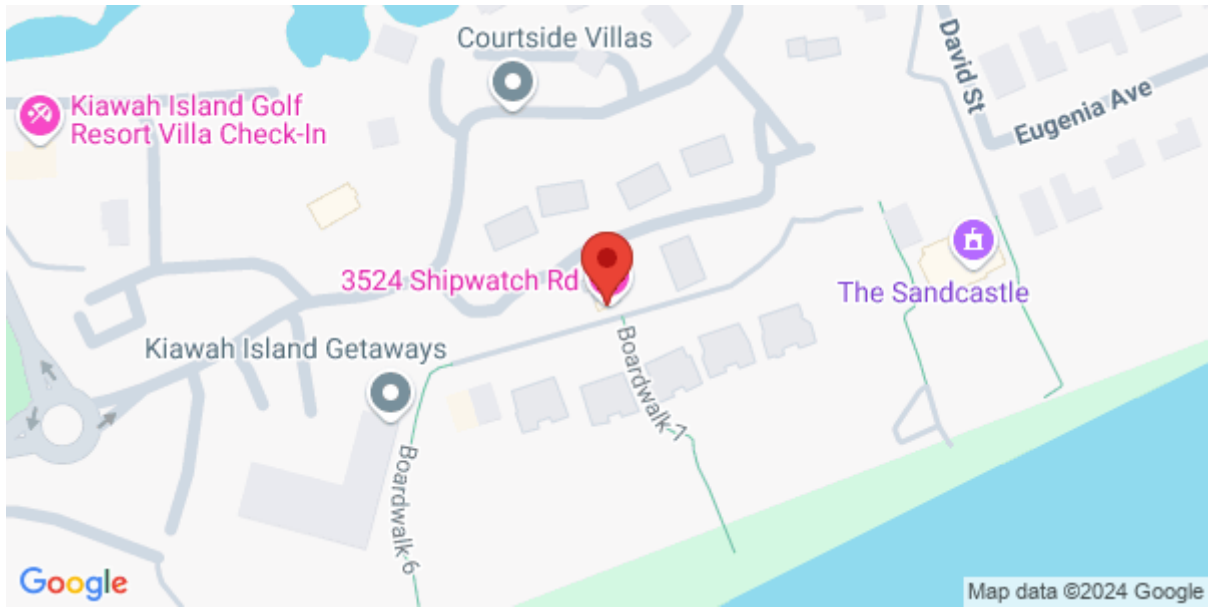 Courtside Villas
David St
Kiawah Island Golf
Resort Villa Check-In
Eugenia Ave
3524 Shipwatch Rd
The Sandcastle
Kiawah Island Getaways
Boardwalk 7
Boardwalk 6
Google
Map data ©2024 Google